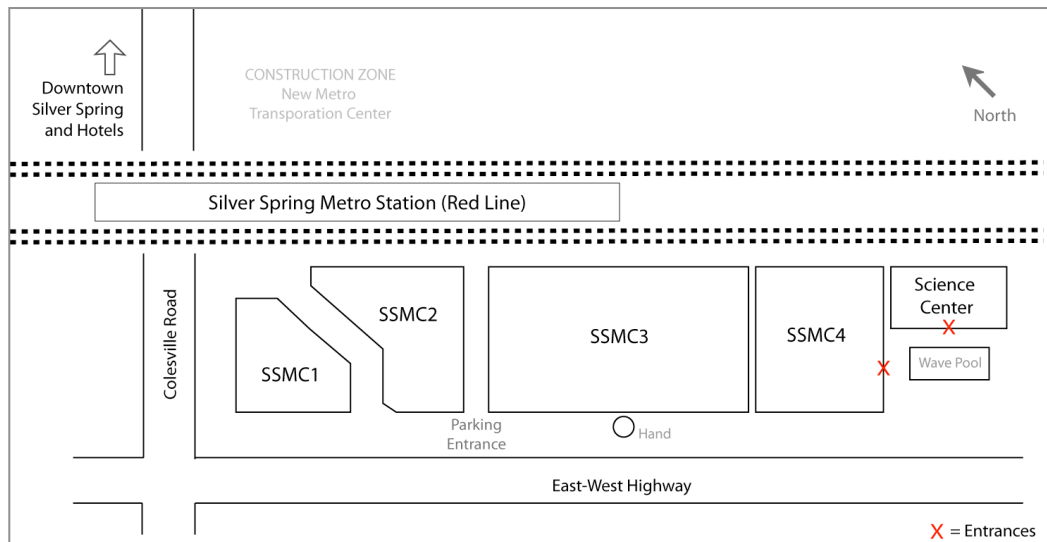 Downtown
Silver Spring
and Hotels
CONSTRUCTION ZONE
New Metro
Transporation Center
North
Silver Spring Metro Station (Red Line)
Colesville Road
SSMC1
SSMC2
SSMC3
SSMC4
Science
Center
X
Wave Pool
X
Parking
Entrance
Hand
East-West Highway
X = Entrances